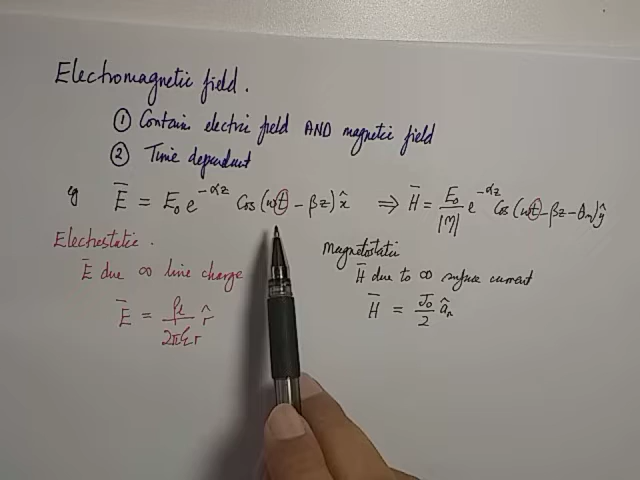 Electromagnetic field.
① Contain electric field AND magnetic field
② Time dependent
eg Ē = E₀ e^{-αz} Cos(ωt - βz) x̂ ⇒ H̄ = E₀/|η| e^{-αz} Cos(ωt - βz - θₙ) ŷ
Electrostatic.
Ē due ∞ line charge
Ē = ρₗ/2πε₀r r̂
Magnetostatic
H̄ due to ∞ surface current
H̄ = J₀/2 âₙ